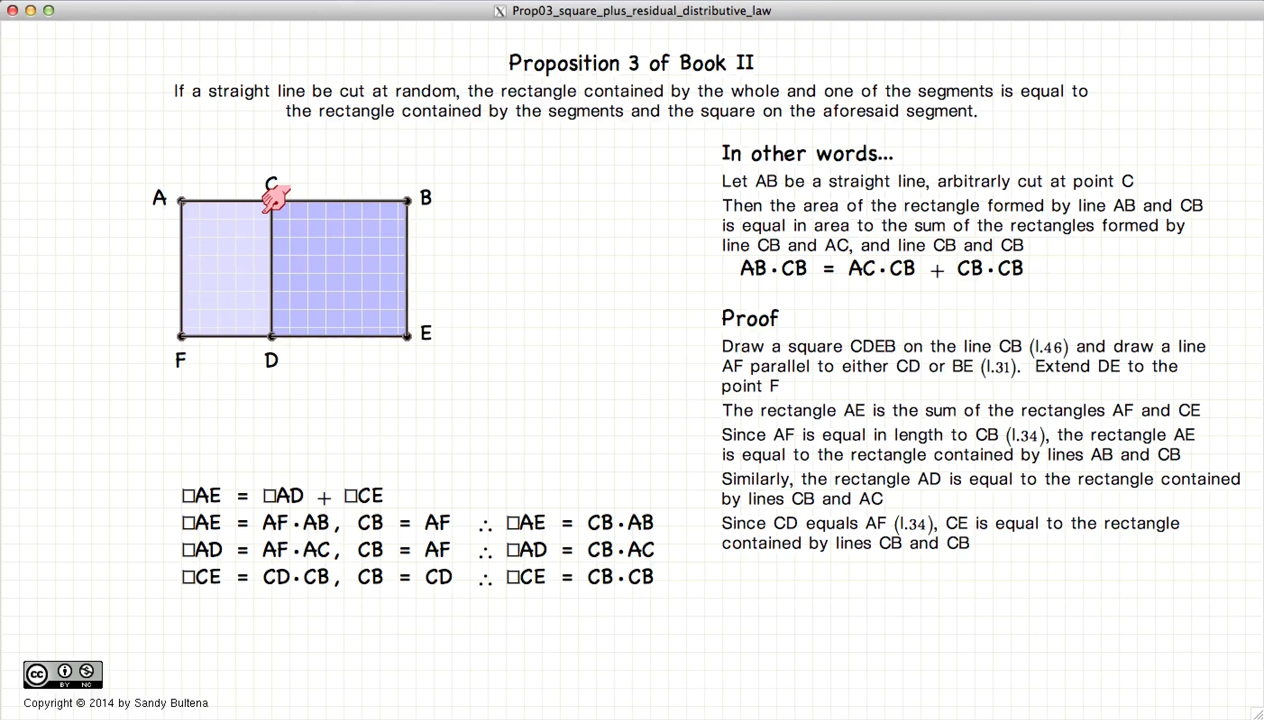 Prop03_square_plus_residual_distributive_law
Proposition 3 of Book II
If a straight line be cut at random, the rectangle contained by the whole and one of the segments is equal to
the rectangle contained by the segments and the square on the aforesaid segment.
In other words...
Let AB be a straight line, arbitrarly cut at point C
Then the area of the rectangle formed by line AB and CB
is equal in area to the sum of the rectangles formed by
line CB and AC, and line CB and CB
AB·CB = AC·CB + CB·CB
Proof
Draw a square CDEB on the line CB (I.46) and draw a line
AF parallel to either CD or BE (I.31). Extend DE to the
point F
The rectangle AE is the sum of the rectangles AF and CE
Since AF is equal in length to CB (I.34), the rectangle AE
is equal to the rectangle contained by lines AB and CB
Similarly, the rectangle AD is equal to the rectangle contained
by lines CB and AC
Since CD equals AF (I.34), CE is equal to the rectangle
contained by lines CB and CB
A
C
B
F
D
E
□AE = □AD + □CE
□AE = AF·AB, CB = AF ∴ □AE = CB·AB
□AD = AF·AC, CB = AF ∴ □AD = CB·AC
□CE = CD·CB, CB = CD ∴ □CE = CB·CB
cc
BY NC
Copyright © 2014 by Sandy Bultena